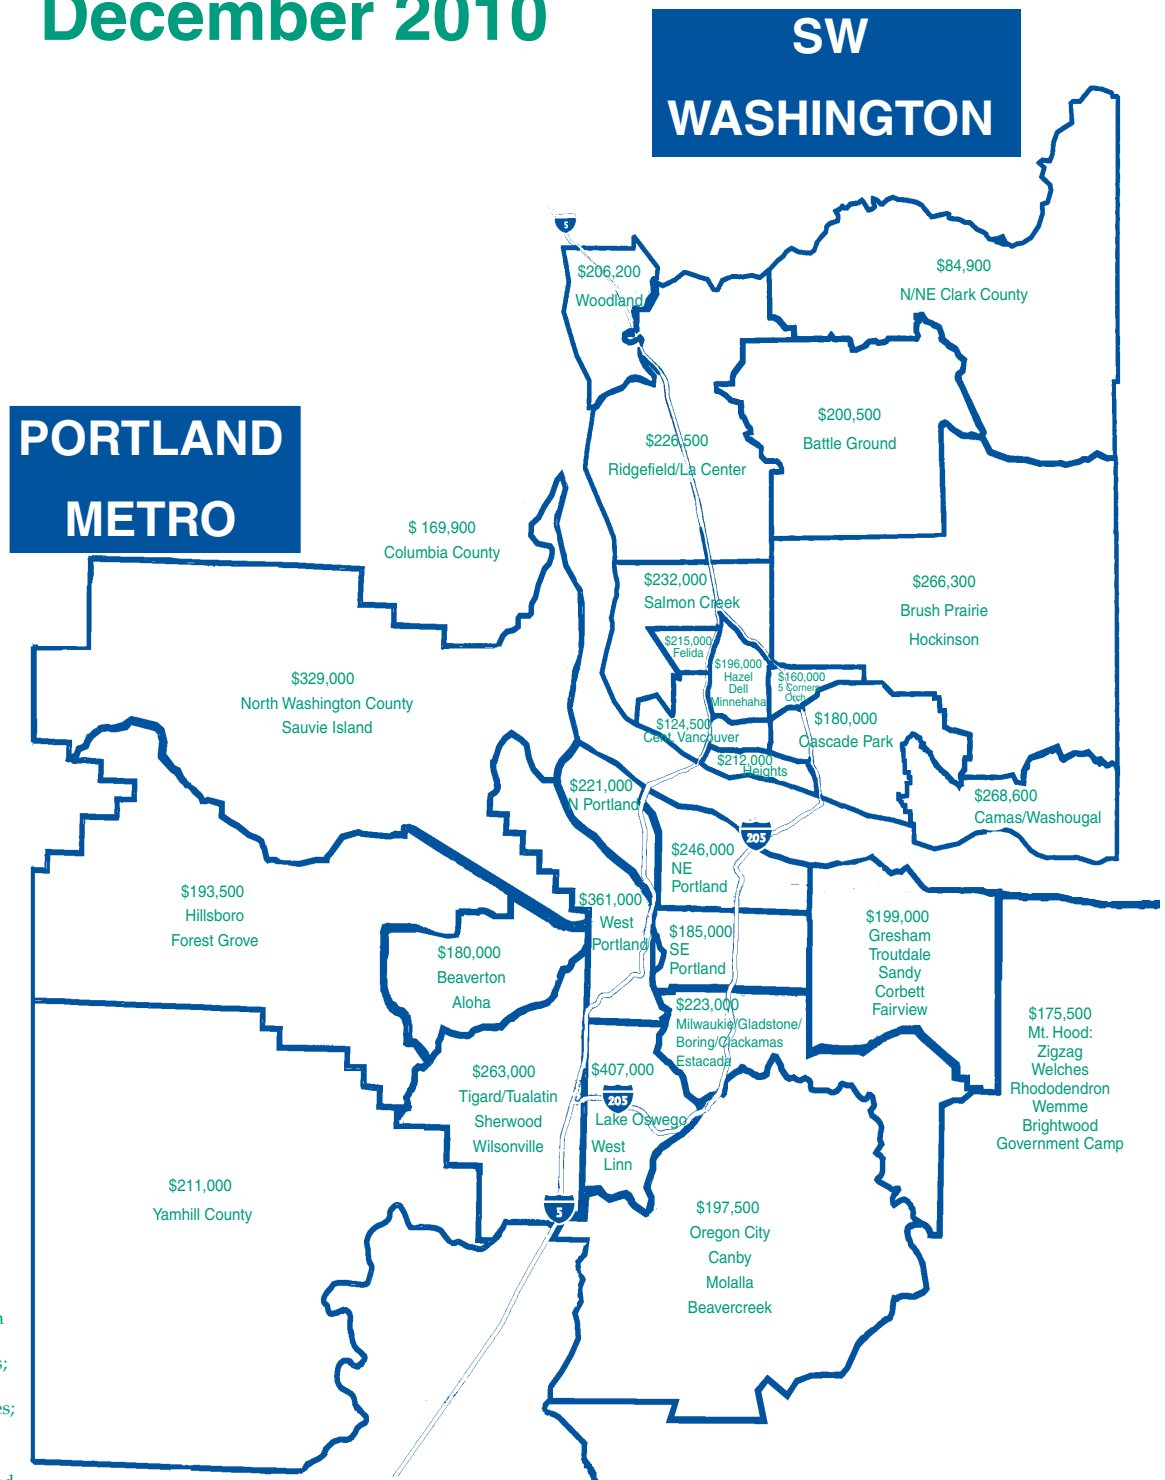 December 2010
SW
WASHINGTON
5
$206,200
Woodland
$84,900
N/NE Clark County
$200,500
Battle Ground
$226,500
Ridgefield/La Center
PORTLAND
METRO
$ 169,900
Columbia County
$232,000
Salmon Creek
$266,300
Brush Prairie
Hockinson
$215,000
Felida
$196,000
Hazel
Dell
Minnehaha
$160,000
5 Corners
Orch
$329,000
North Washington County
Sauvie Island
$124,500
Cent. Vancouver
$180,000
Cascade Park
$212,000
Heights
$221,000
N Portland
$268,600
Camas/Washougal
205
$246,000
NE
Portland
$193,500
Hillsboro
Forest Grove
$361,000
West
Portland
$185,000
SE
Portland
$199,000
Gresham
Troutdale
Sandy
Corbett
Fairview
$180,000
Beaverton
Aloha
$223,000
Milwaukie/Gladstone/
Boring/Clackamas
Estacada
$175,500
Mt. Hood:
Zigzag
Welches
Rhododendron
Wemme
Brightwood
Government Camp
$263,000
Tigard/Tualatin
Sherwood
Wilsonville
$407,000
205
Lake Oswego
West
Linn
$211,000
Yamhill County
5
$197,500
Oregon City
Canby
Molalla
Beavercreek